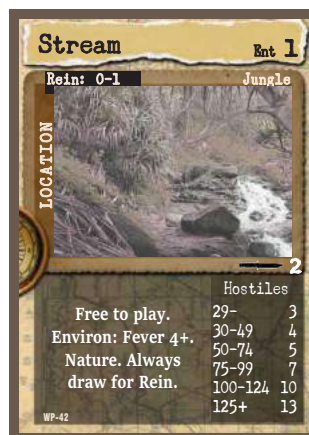 Stream Ent 1
Rein: 0-1 Jungle
LOCATION
2
Hostiles
Free to play.
Environ: Fever 4+.
Nature. Always
draw for Rein.
29- 3
30-49 4
50-74 5
75-99 7
100-124 10
125+ 13
WP-42